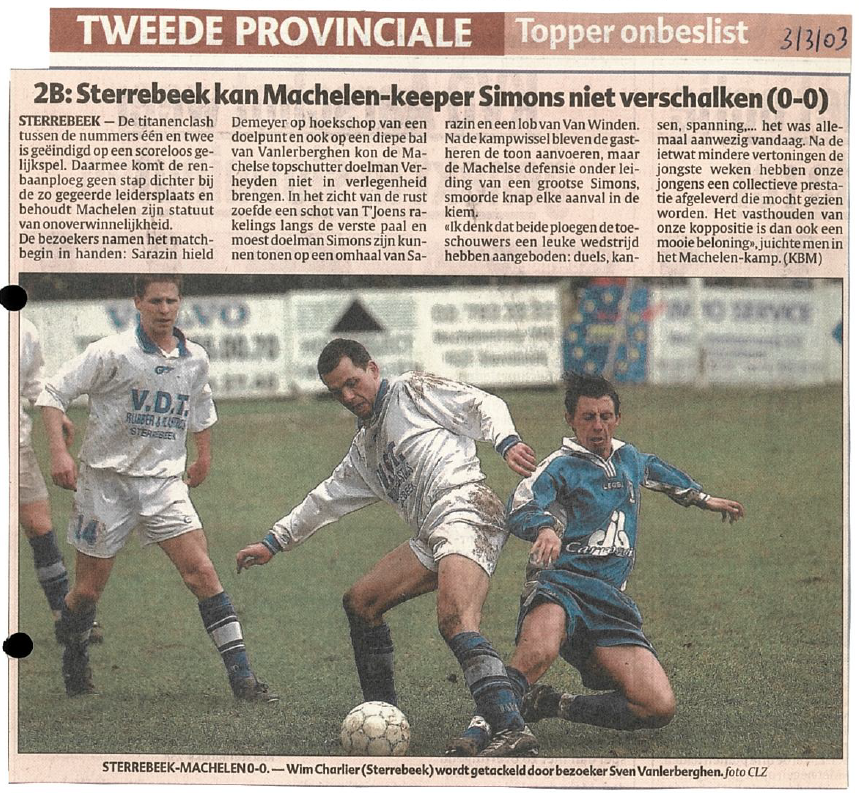 TWEEDE PROVINCIALE Topper onbeslist 3/3/03
2B: Sterrebeek kan Machelen-keeper Simons niet verschalken (0-0)
STERREBEEK — De titanenclash
tussen de nummers één en twee
is geëindigd op een scoreloos ge-
lijkspel. Daarmee komt de ren-
baanploeg geen stap dichter bij
de zo gegeerde leidersplaats en
behoudt Machelen zijn statuut
van onoverwinnelijkheid.
De bezoekers namen het match-
begin in handen: Sarazin hield
Demeyer op hoekschop van een
doelpunt en ook op een diepe bal
van Vanlerberghen kon de Ma-
chelse topschutter doelman Ver-
heyden niet in verlegenheid
brengen. In het zicht van de rust
zoefde een schot van T'Joens ra-
kelings langs de verste paal en
moest doelman Simons zijn kun-
nen tonen op een omhaal van Sa-
razin en een lob van Van Winden.
Na de kampwissel bleven de gast-
heren de toon aanvoeren, maar
de Machelse defensie onder lei-
ding van een grootse Simons,
smoorde knap elke aanval in de
kiem.
«Ik denk dat beide ploegen de toe-
schouwers een leuke wedstrijd
hebben aangeboden: duels, kan-
sen, spanning,... het was alle-
maal aanwezig vandaag. Na de
ietwat mindere vertoningen de
jongste weken hebben onze
jongens een collectieve presta-
tie afgeleverd die mocht gezien
worden. Het vasthouden van
onze koppositie is dan ook een
mooie beloning», juichte men in
het Machelen-kamp. (KBM)
VOLVO
V.D.T.
STERREBEEK
14
STERREBEEK-MACHELEN 0-0. — Wim Charlier (Sterrebeek) wordt getackeld door bezoeker Sven Vanlerberghen. foto CLZ